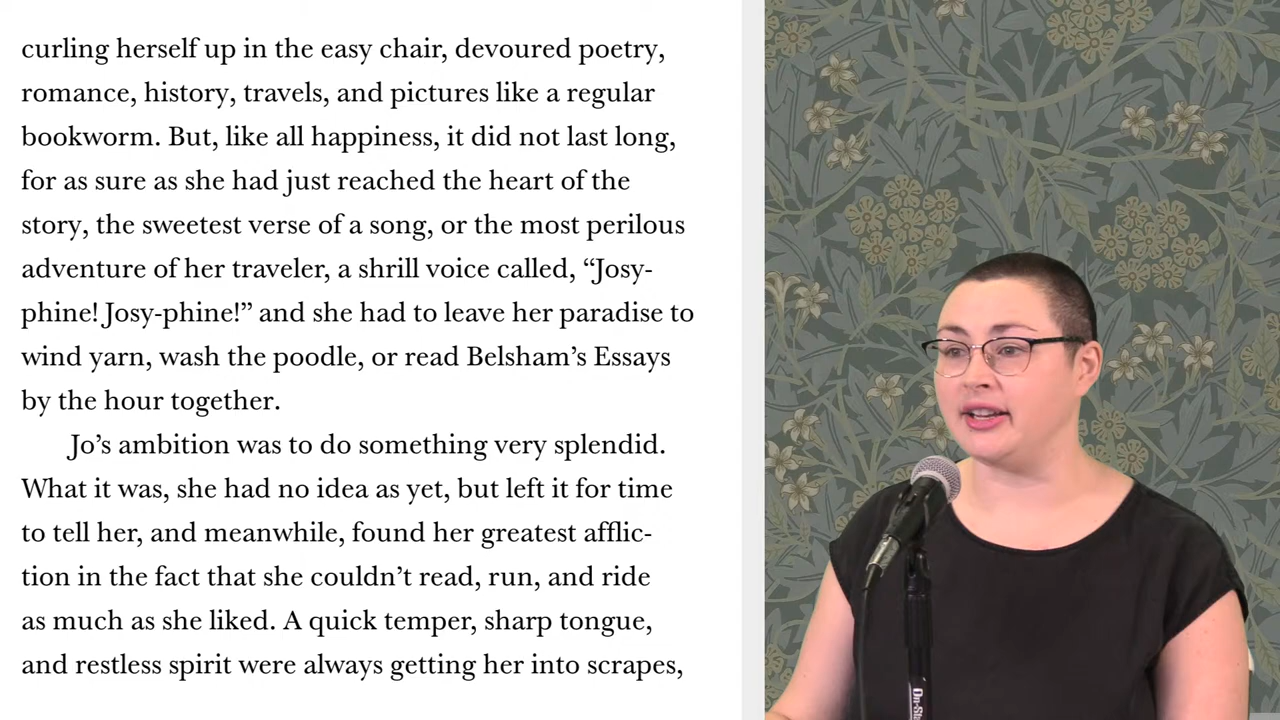 curling herself up in the easy chair, devoured poetry,
romance, history, travels, and pictures like a regular
bookworm. But, like all happiness, it did not last long,
for as sure as she had just reached the heart of the
story, the sweetest verse of a song, or the most perilous
adventure of her traveler, a shrill voice called, “Josy-
phine! Josy-phine!” and she had to leave her paradise to
wind yarn, wash the poodle, or read Belsham’s Essays
by the hour together.
Jo’s ambition was to do something very splendid.
What it was, she had no idea as yet, but left it for time
to tell her, and meanwhile, found her greatest afflic-
tion in the fact that she couldn’t read, run, and ride
as much as she liked. A quick temper, sharp tongue,
and restless spirit were always getting her into scrapes,